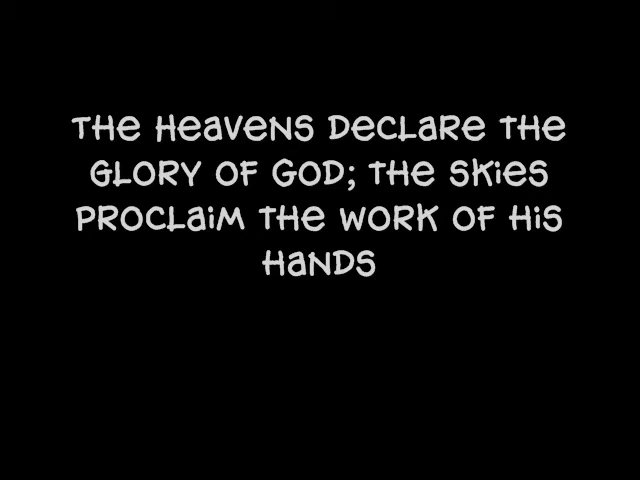 THE HEAVENS DECLARE THE
GLORY OF GOD; THE SKIES
PROCLAIM THE WORK OF HIS
HANDS